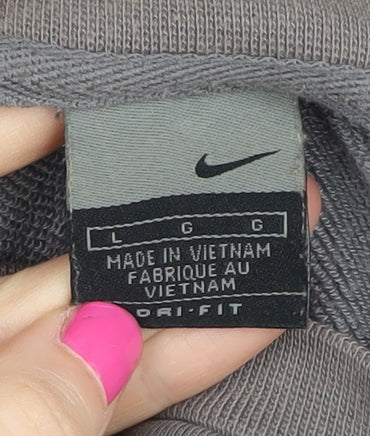 L G G
MADE IN VIETNAM
FABRIQUE AU
VIETNAM
DRI-FIT